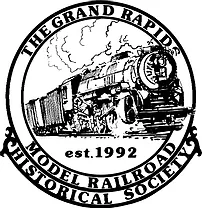 THE GRAND RAPIDS
est.1992
MODEL RAILROAD
HISTORICAL SOCIETY